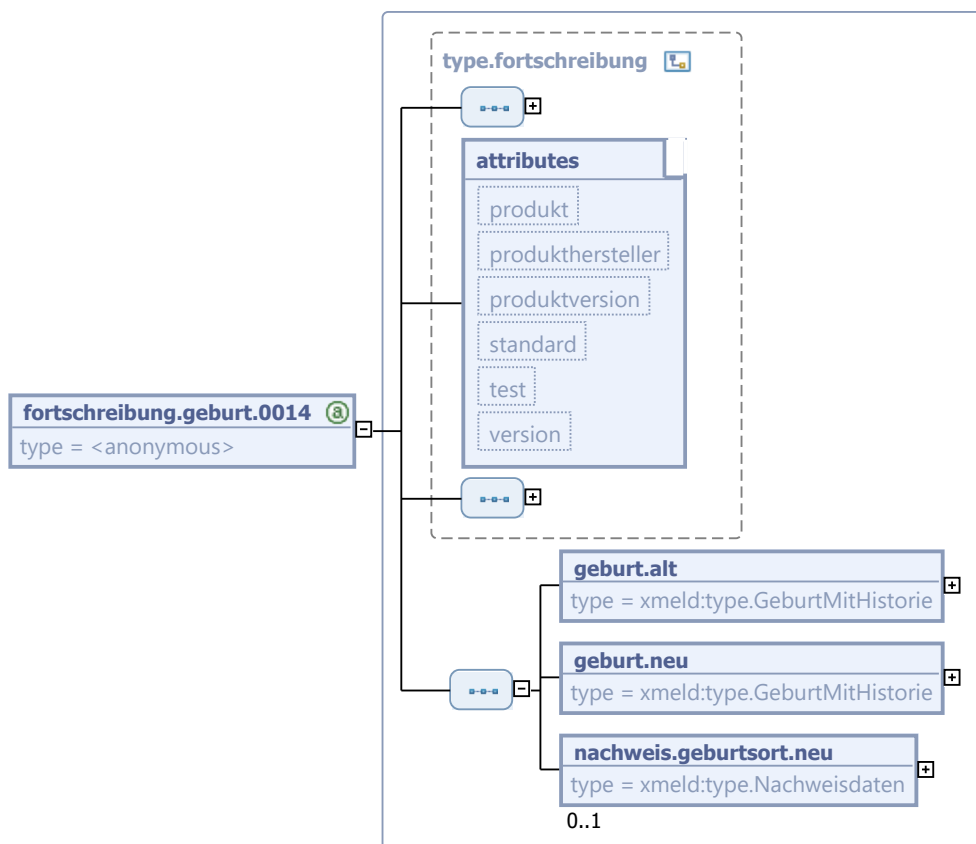 type.fortschreibung
attributes
produkt
produkthersteller
produktversion
standard
test
version
fortschreibung.geburt.0014 a
type = <anonymous>
geburt.alt
type = xmeld:type.GeburtMitHistorie
geburt.neu
type = xmeld:type.GeburtMitHistorie
nachweis.geburtsort.neu
type = xmeld:type.Nachweisdaten
0..1